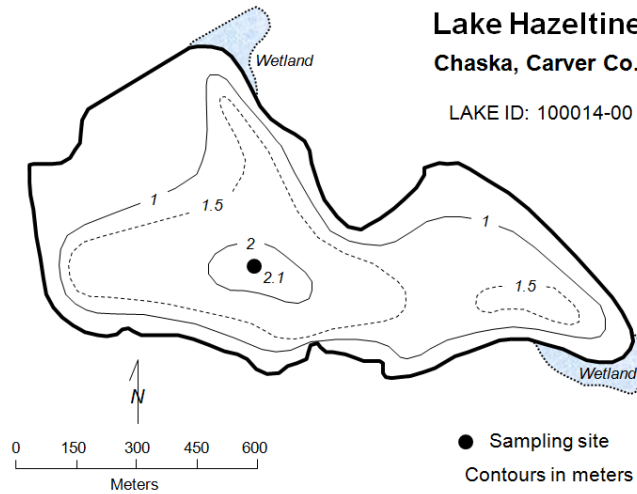 Lake Hazeltine
Chaska, Carver Co.
LAKE ID: 100014-00
Wetland
1
1.5
1
2
2.1
1.5
Wetland
N
0 150 300 450 600
Meters
Sampling site
Contours in meters